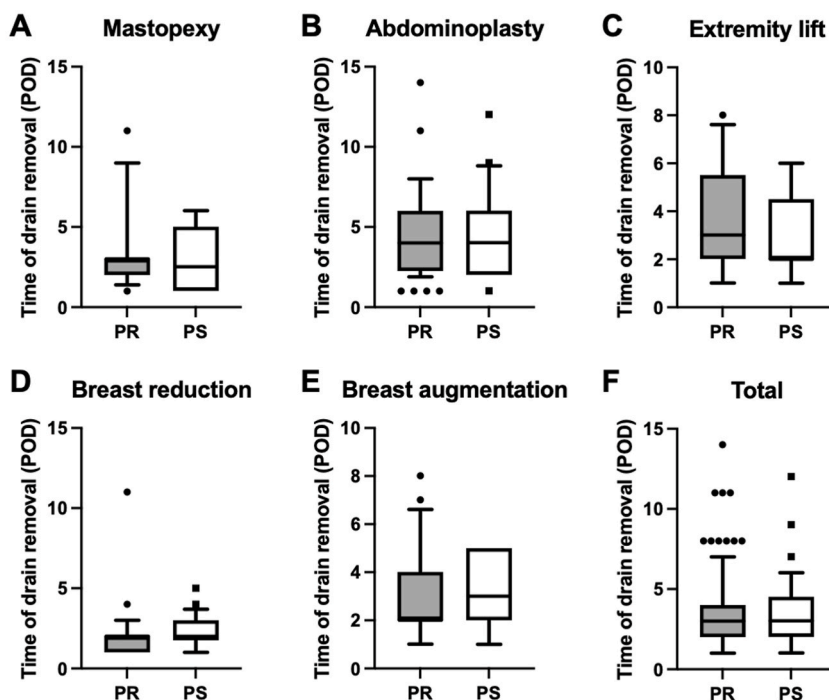 A Mastopexy
Time of drain removal (POD)
15
10
5
0
PR PS
B Abdominoplasty
Time of drain removal (POD)
15
10
5
0
PR PS
C Extremity lift
Time of drain removal (POD)
10
8
6
4
2
0
PR PS
D Breast reduction
Time of drain removal (POD)
15
10
5
0
PR PS
E Breast augmentation
Time of drain removal (POD)
10
8
6
4
2
0
PR PS
F Total
Time of drain removal (POD)
15
10
5
0
PR PS